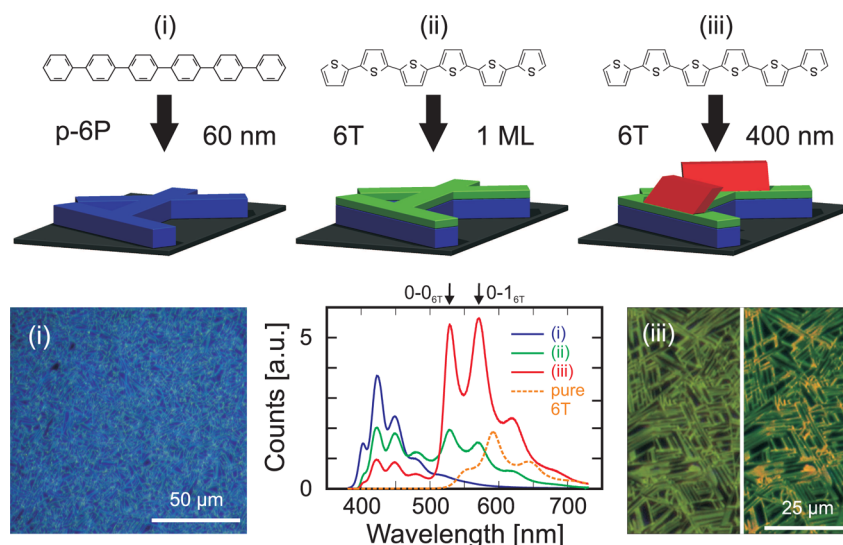 (i)
(ii)
(iii)
S S S S S S
S S S S S S
p-6P 60 nm
6T 1 ML
6T 400 nm
(i)
50 µm
0-0 6T 0-1 6T
5
0
Counts [a.u.]
(i)
(ii)
(iii)
pure
6T
400 500 600 700
Wavelength [nm]
(iii)
25 µm